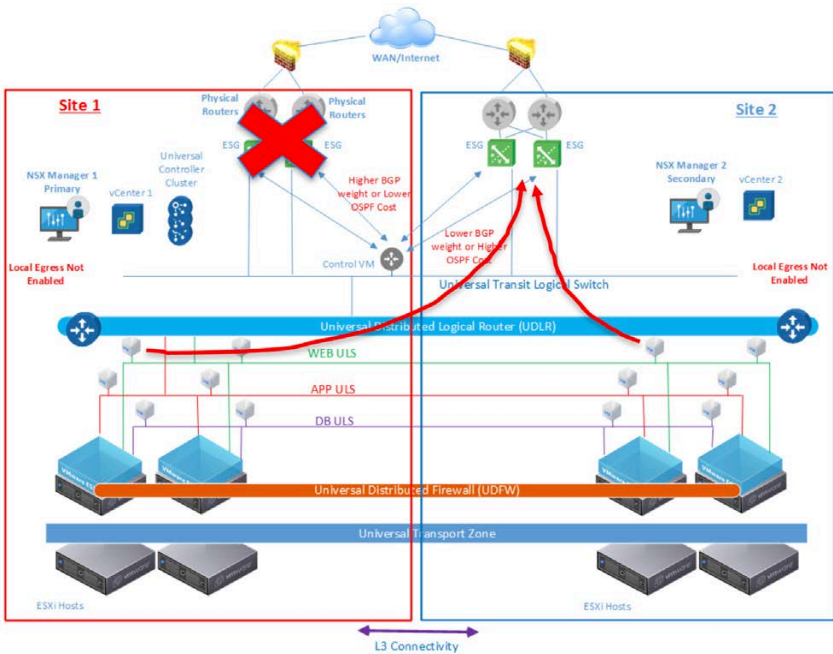 WAN/Internet
Site 1
Physical
Routers
Physical
Routers
Site 2
ESG
ESG
ESG
ESG
NSX Manager 1
Primary
vCenter 1
Universal
Controller
Cluster
Higher BGP
weight or Lower
OSPF Cost
NSX Manager 2
Secondary
vCenter 2
Lower BGP
weight or Higher
OSPF Cost
Control VM
Local Egress Not
Enabled
Local Egress Not
Enabled
Universal Transit Logical Switch
Universal Distributed Logical Router (UDLR)
WEB ULS
APP ULS
DB ULS
Universal Distributed Firewall (UDFW)
Universal Transport Zone
ESXi Hosts
ESXi Hosts
L3 Connectivity